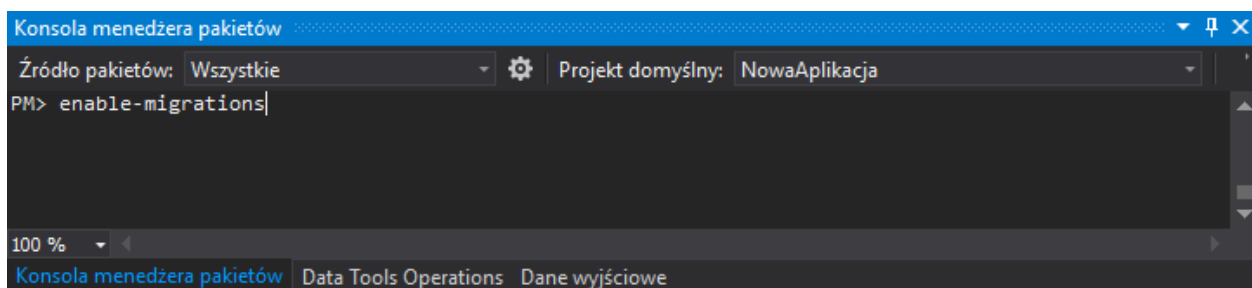 Konsola menedżera pakietów
Źródło pakietów: Wszystkie Projekt domyślny: NowaAplikacja
PM> enable-migrations
100 %
Konsola menedżera pakietów Data Tools Operations Dane wyjściowe